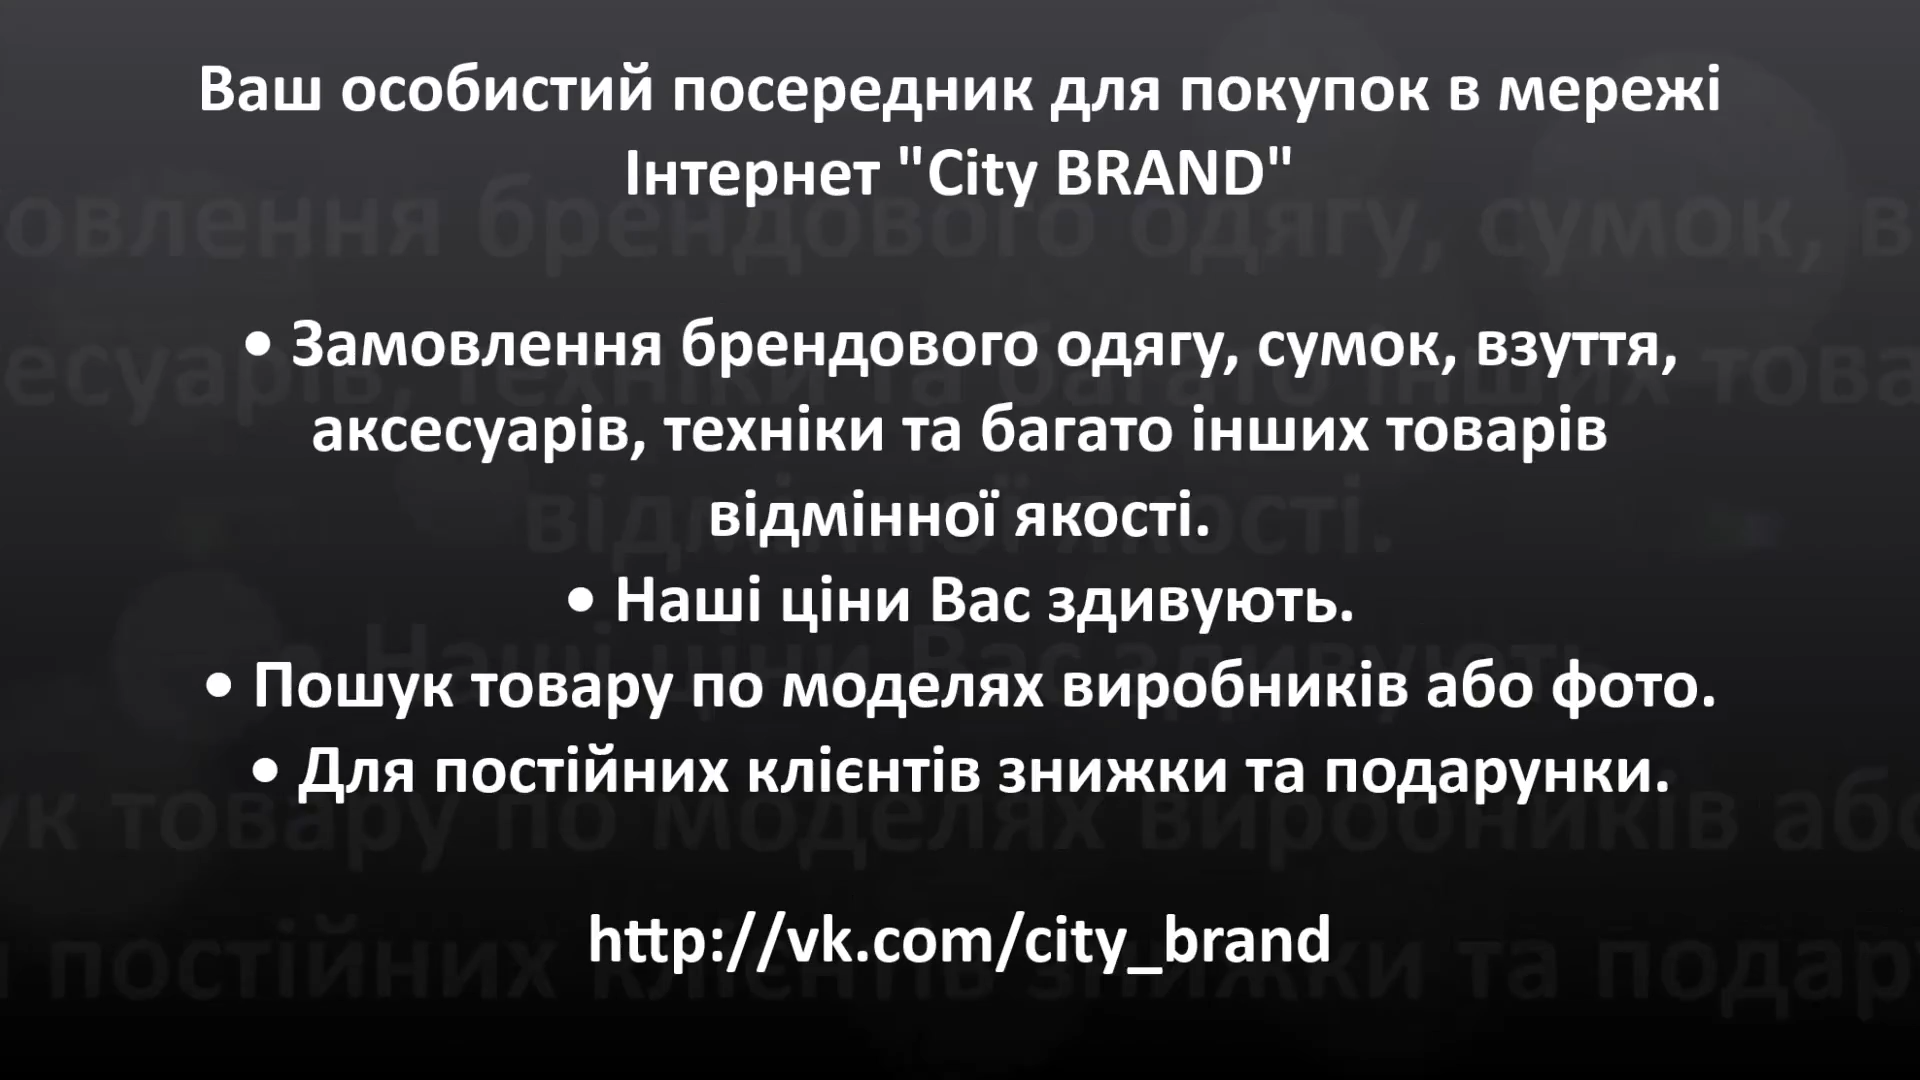 Ваш особистий посередник для покупок в мережі
Інтернет "City BRAND"
• Замовлення брендового одягу, сумок, взуття,
аксесуарів, техніки та багато інших товарів
відмінної якості.
• Наші ціни Вас здивують.
• Пошук товару по моделях виробників або фото.
• Для постійних клієнтів знижки та подарунки.
http://vk.com/city_brand